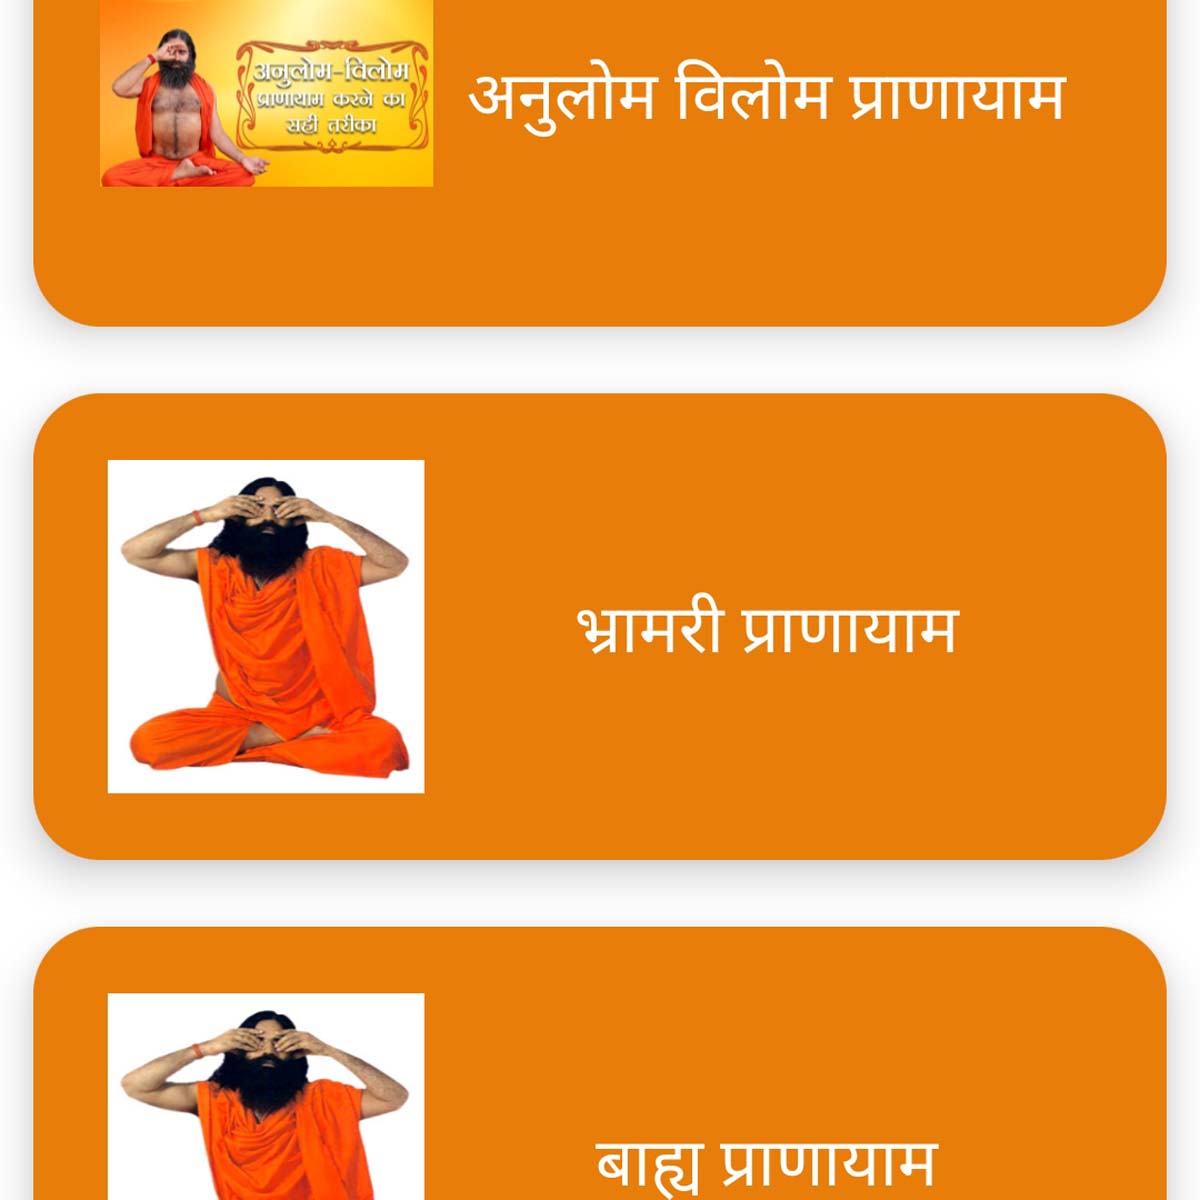 अनुलोम-विलोम
प्राणायाम करने का
सही तरीका
अनुलोम विलोम प्राणायाम
भ्रामरी प्राणायाम
बाह्य प्राणायाम